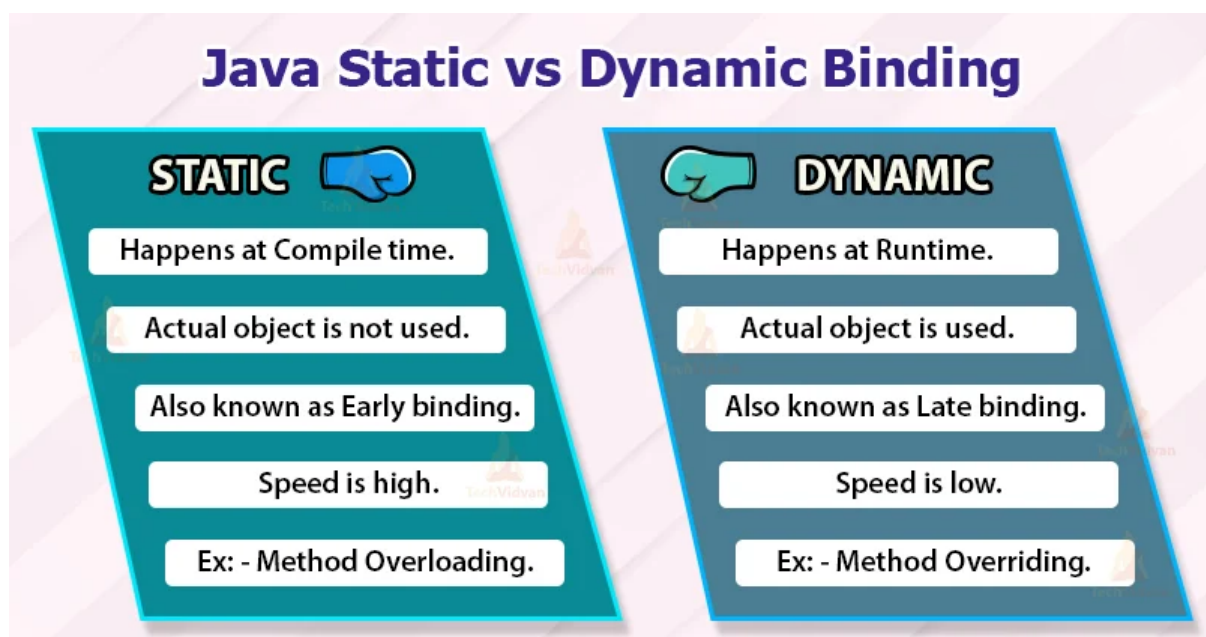 Java Static vs Dynamic Binding
STATIC
Happens at Compile time.
Actual object is not used.
Also known as Early binding.
Speed is high.
Ex: - Method Overloading.
DYNAMIC
Happens at Runtime.
Actual object is used.
Also known as Late binding.
Speed is low.
Ex: - Method Overriding.
TechVidvan